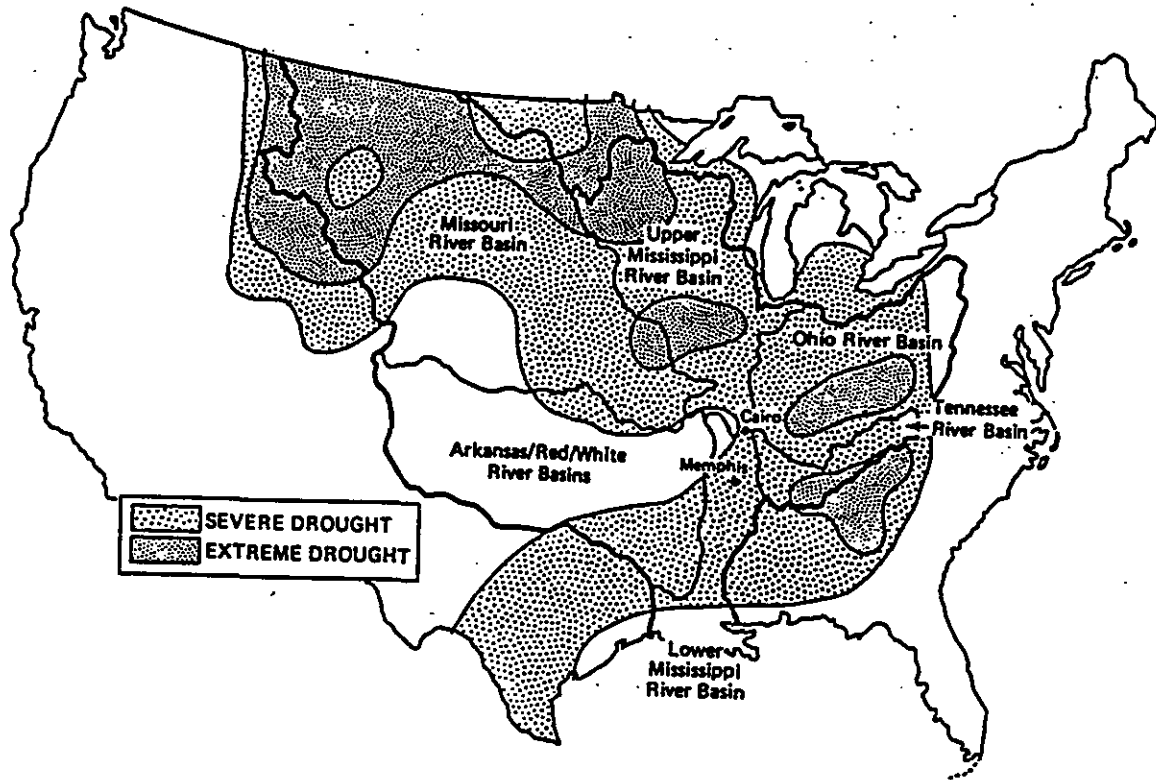 Missouri
River Basin
Upper
Mississippi
River Basin
Ohio River Basin
Cairo
Tennessee
River Basin
Arkansas/Red/White
River Basins
Memphis
SEVERE DROUGHT
EXTREME DROUGHT
Lower
Mississippi
River Basin